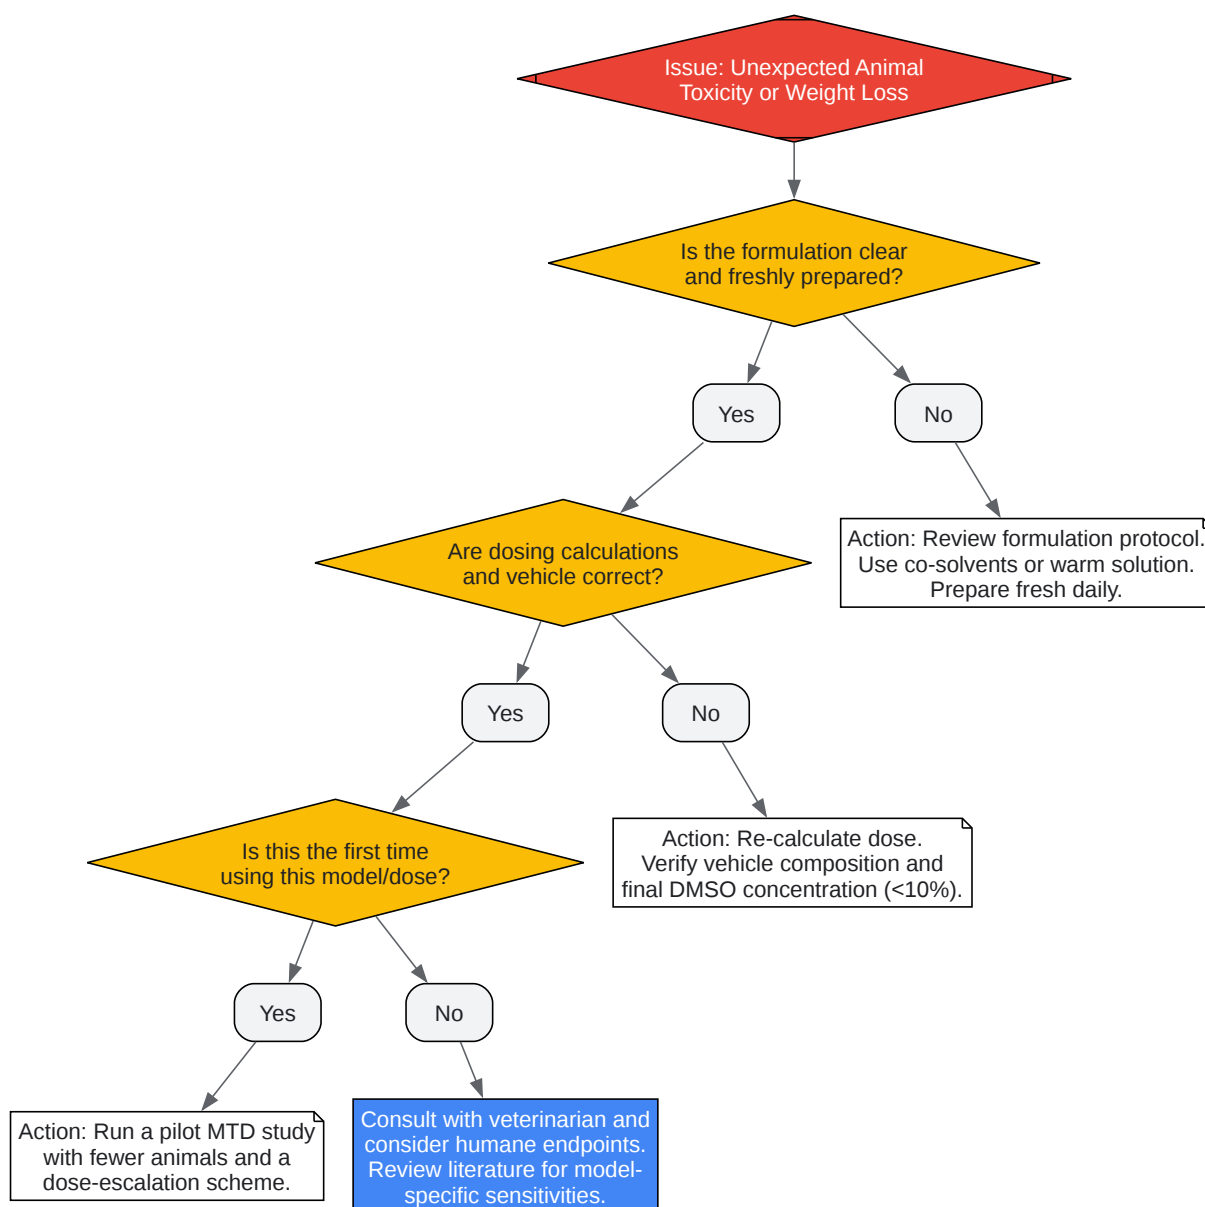 Issue: Unexpected Animal
Toxicity or Weight Loss
Is the formulation clear
and freshly prepared?
Yes
No
Are dosing calculations
and vehicle correct?
Action: Review formulation protocol.
Use co-solvents or warm solution.
Prepare fresh daily.
Yes
No
Is this the first time
using this model/dose?
Action: Re-calculate dose.
Verify vehicle composition and
final DMSO concentration (<10%).
Yes
No
Action: Run a pilot MTD study
with fewer animals and a
dose-escalation scheme.
Consult with veterinarian and
consider humane endpoints.
Review literature for model-
specific sensitivities.